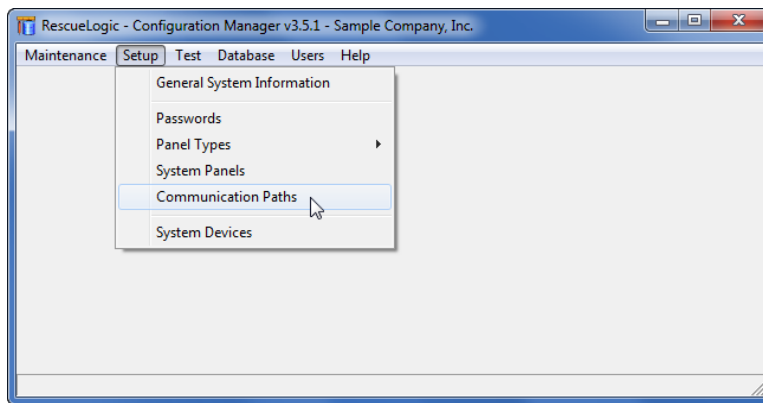 RescueLogic - Configuration Manager v3.5.1 - Sample Company, Inc.
Maintenance Setup Test Database Users Help
General System Information
Passwords
Panel Types
System Panels
Communication Paths
System Devices